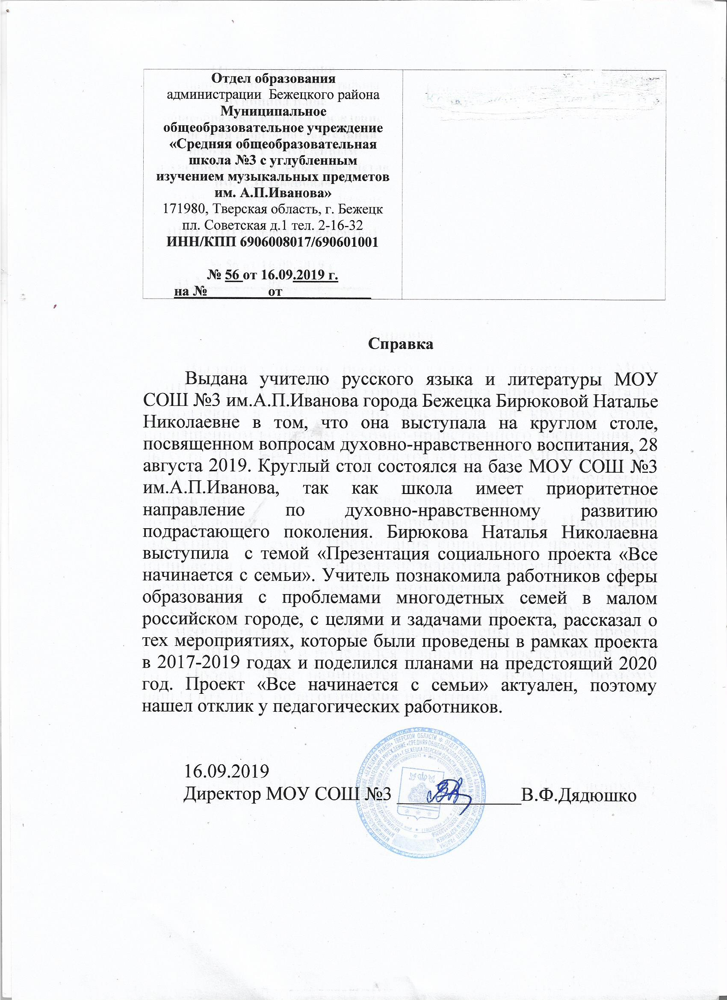 Отдел образования
администрации Бежецкого района
Муниципальное
общеобразовательное учреждение
«Средняя общеобразовательная
школа №3 с углубленным
изучением музыкальных предметов
им. А.П.Иванова»
171980, Тверская область, г. Бежецк
пл. Советская д.1 тел. 2-16-32
ИНН/КПП 6906008017/690601001
№ 56 от 16.09.2019 г.
на № от
Справка
Выдана учителю русского языка и литературы МОУ
СОШ №3 им.А.П.Иванова города Бежецка Бирюковой Наталье
Николаевне в том, что она выступала на круглом столе,
посвященном вопросам духовно-нравственного воспитания, 28
августа 2019. Круглый стол состоялся на базе МОУ СОШ №3
им.А.П.Иванова, так как школа имеет приоритетное
направление по духовно-нравственному развитию
подрастающего поколения. Бирюкова Наталья Николаевна
выступила с темой «Презентация социального проекта «Все
начинается с семьи». Учитель познакомила работников сферы
образования с проблемами многодетных семей в малом
российском городе, с целями и задачами проекта, рассказал о
тех мероприятиях, которые были проведены в рамках проекта
в 2017-2019 годах и поделился планами на предстоящий 2020
год. Проект «Все начинается с семьи» актуален, поэтому
нашел отклик у педагогических работников.
16.09.2019
Директор МОУ СОШ №3 В.Ф.Дядюшко